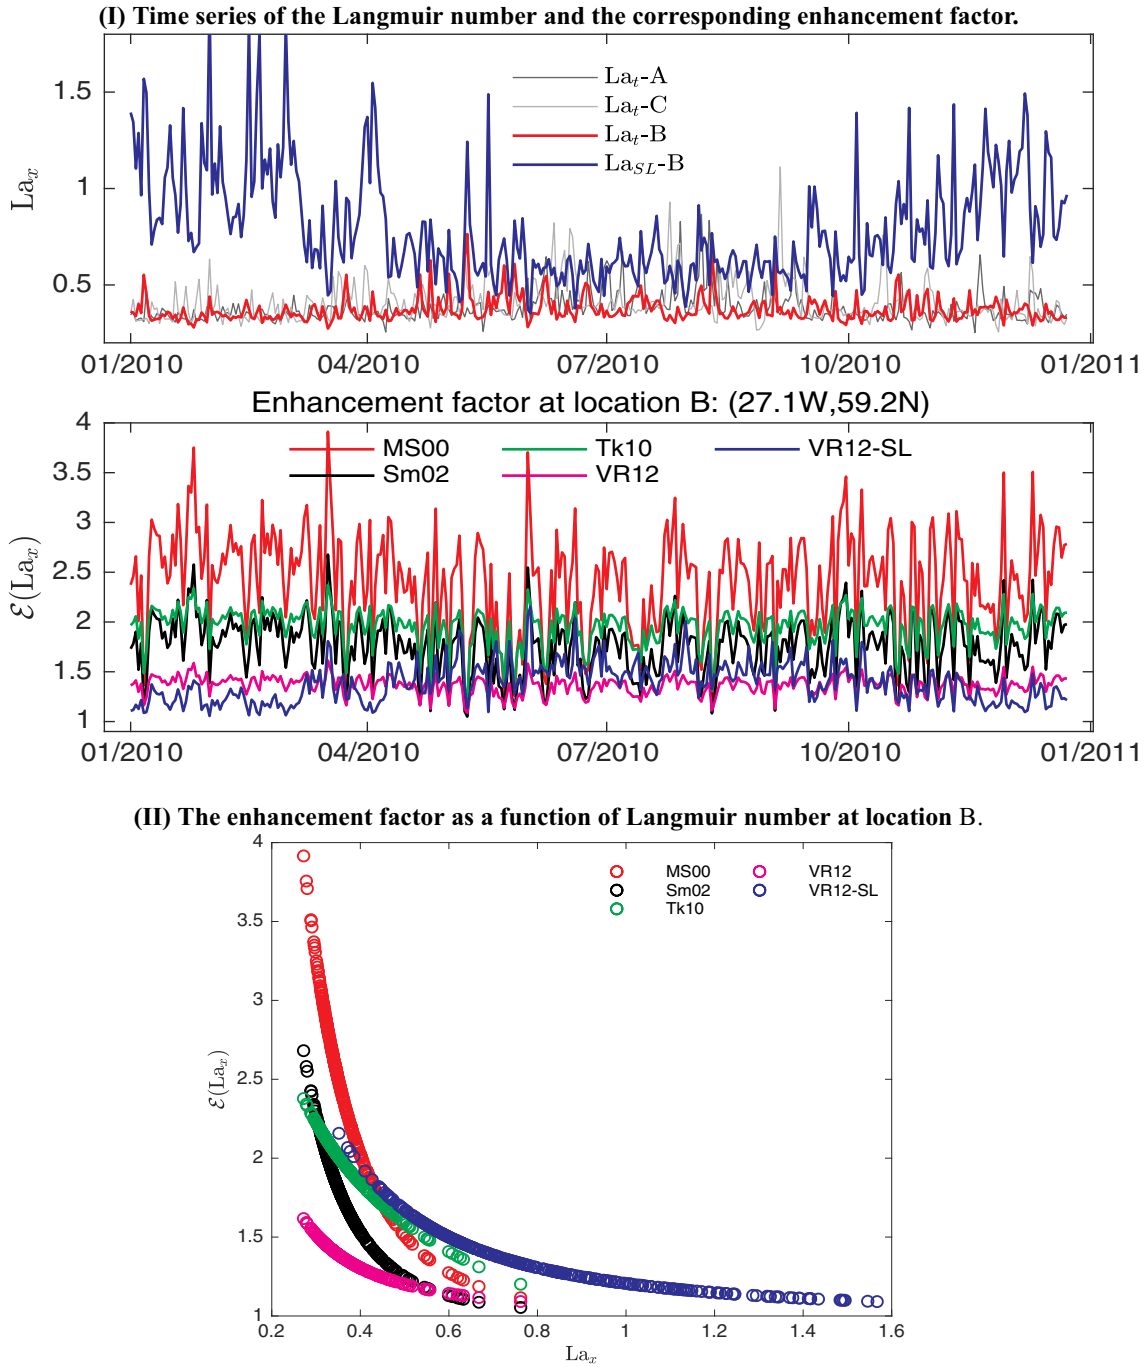 (I) Time series of the Langmuir number and the corresponding enhancement factor.
Laₓ
1.5
1
0.5
Laₜ-A
Laₜ-C
Laₜ-B
La_{SL}-B
01/2010 04/2010 07/2010 10/2010 01/2011
Enhancement factor at location B: (27.1W,59.2N)
ℰ(Laₓ)
4
3.5
3
2.5
2
1.5
1
MS00 Tk10 VR12-SL
Sm02 VR12
01/2010 04/2010 07/2010 10/2010 01/2011
(II) The enhancement factor as a function of Langmuir number at location B.
ℰ(Laₓ)
4
3.5
3
2.5
2
1.5
1
MS00 VR12
Sm02 VR12-SL
Tk10
0.2 0.4 0.6 0.8 1 1.2 1.4 1.6
Laₓ